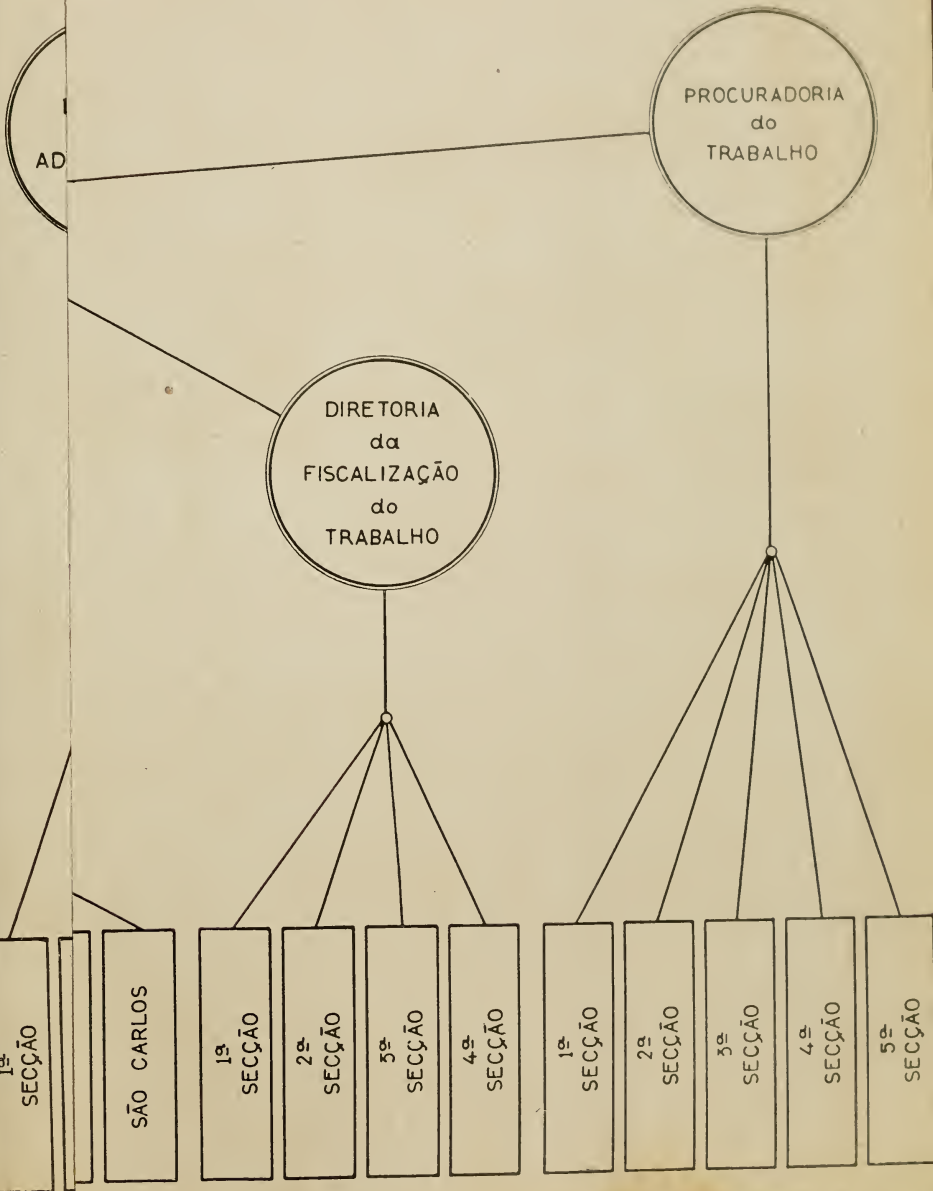 PROCURADORIA
do
TRABALHO
AD
DIRETORIA
da
FISCALIZAÇÃO
do
TRABALHO
1ª
SECÇÃO
SÃO CARLOS
1ª
SECÇÃO
2ª
SECÇÃO
3ª
SECÇÃO
4ª
SECÇÃO
1ª
SECÇÃO
2ª
SECÇÃO
3ª
SECÇÃO
4ª
SECÇÃO
5ª
SECÇÃO